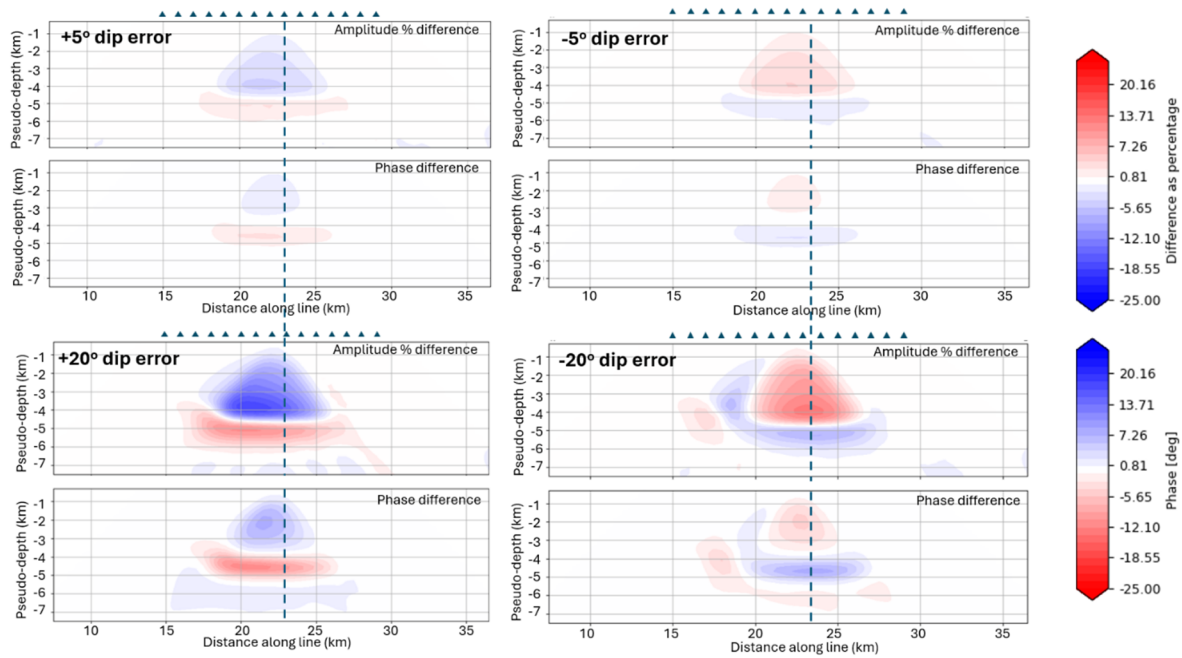 +5º dip error
Amplitude % difference
Pseudo-depth (km)
-1
-2
-3
-4
-5
-6
-7
Phase difference
Pseudo-depth (km)
-1
-2
-3
-4
-5
-6
-7
10 15 20 25 30 35
Distance along line (km)
-5º dip error
Amplitude % difference
Pseudo-depth (km)
-1
-2
-3
-4
-5
-6
-7
Phase difference
Pseudo-depth (km)
-1
-2
-3
-4
-5
-6
-7
10 15 20 25 30 35
Distance along line (km)
+20º dip error
Amplitude % difference
Pseudo-depth (km)
-1
-2
-3
-4
-5
-6
-7
Phase difference
Pseudo-depth (km)
-1
-2
-3
-4
-5
-6
-7
10 15 20 25 30 35
Distance along line (km)
-20º dip error
Amplitude % difference
Pseudo-depth (km)
-1
-2
-3
-4
-5
-6
-7
Phase difference
Pseudo-depth (km)
-1
-2
-3
-4
-5
-6
-7
10 15 20 25 30 35
Distance along line (km)
20.16
13.71
7.26
0.81
-5.65
-12.10
-18.55
-25.00
Difference as percentage
20.16
13.71
7.26
0.81
-5.65
-12.10
-18.55
-25.00
Phase [deg]